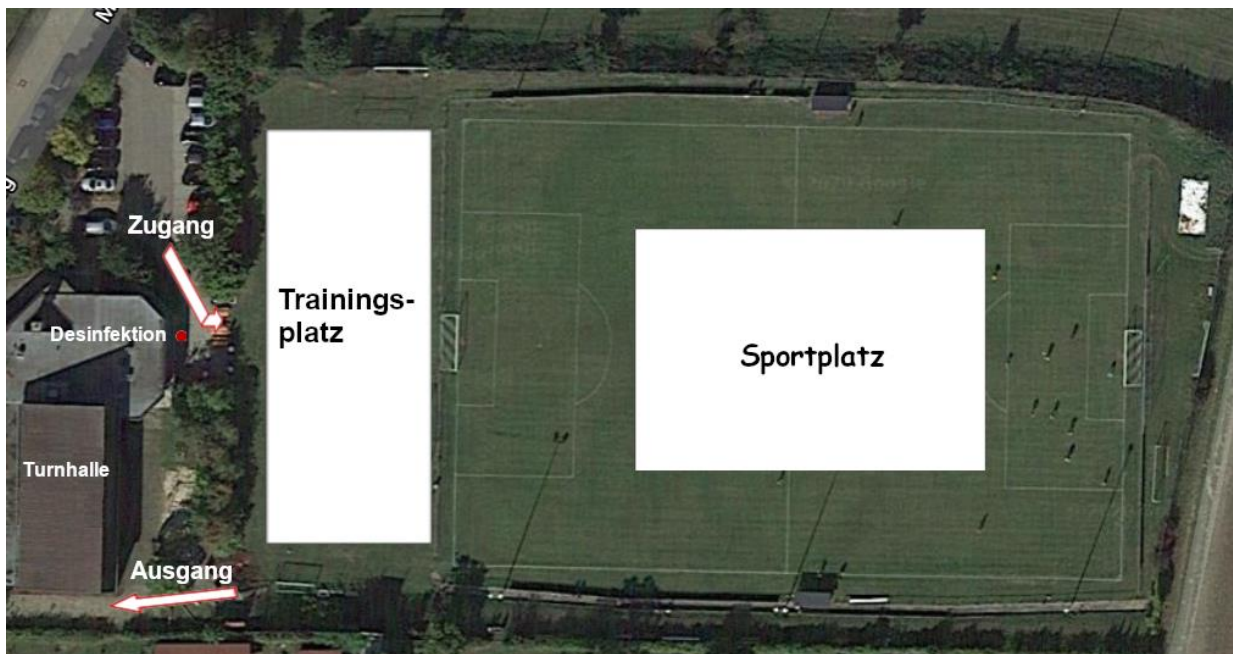 Zugang
Trainings-
platz
Desinfektion
Sportplatz
Turnhalle
Ausgang